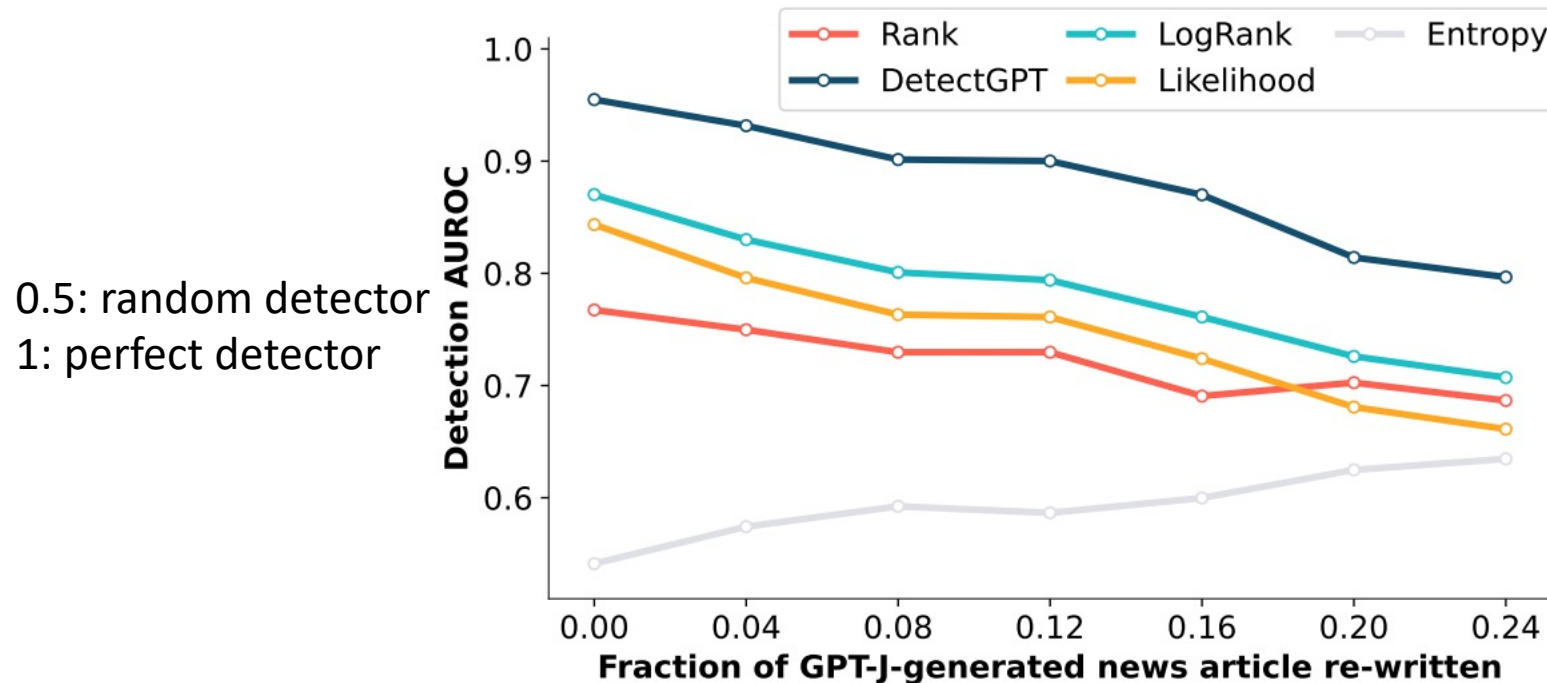 Rank LogRank Entropy
DetectGPT Likelihood
1.0
0.9
0.8
0.7
0.6
Detection AUROC
0.5: random detector
1: perfect detector
0.00 0.04 0.08 0.12 0.16 0.20 0.24
Fraction of GPT-J-generated news article re-written